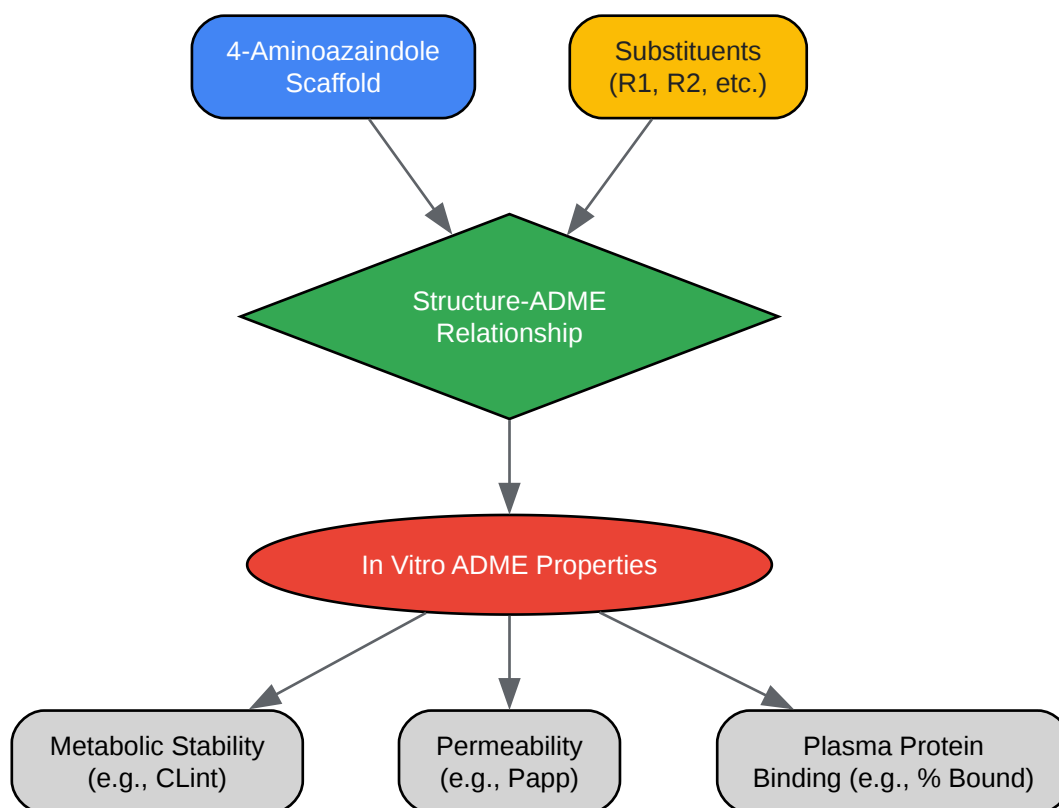 4-Aminoazaindole
Scaffold
Substituents
(R1, R2, etc.)
Structure-ADME
Relationship
In Vitro ADME Properties
Metabolic Stability
(e.g., CLint)
Permeability
(e.g., Papp)
Plasma Protein
Binding (e.g., % Bound)